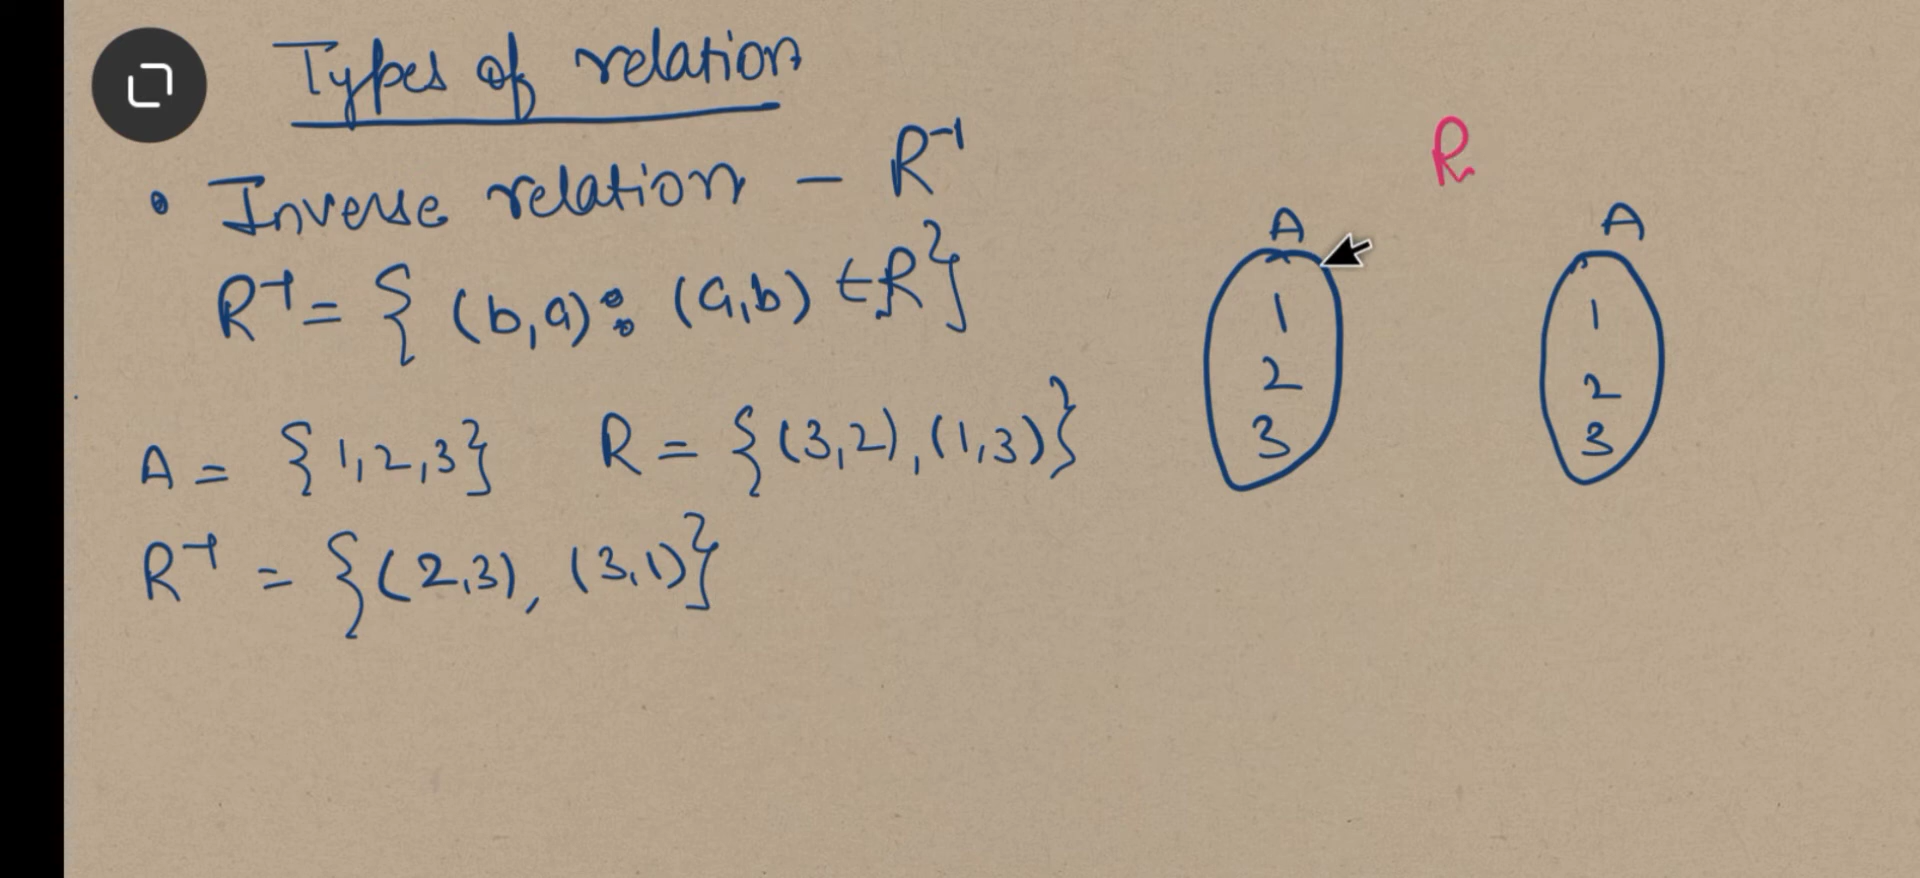 Types of relation
• Inverse relation – R⁻¹
R⁻¹ = { (b,a) : (a,b) ∈ R }
A = {1,2,3} R = {(3,2),(1,3)}
R⁻¹ = {(2,3), (3,1)}
R
A A
1 1
2 2
3 3